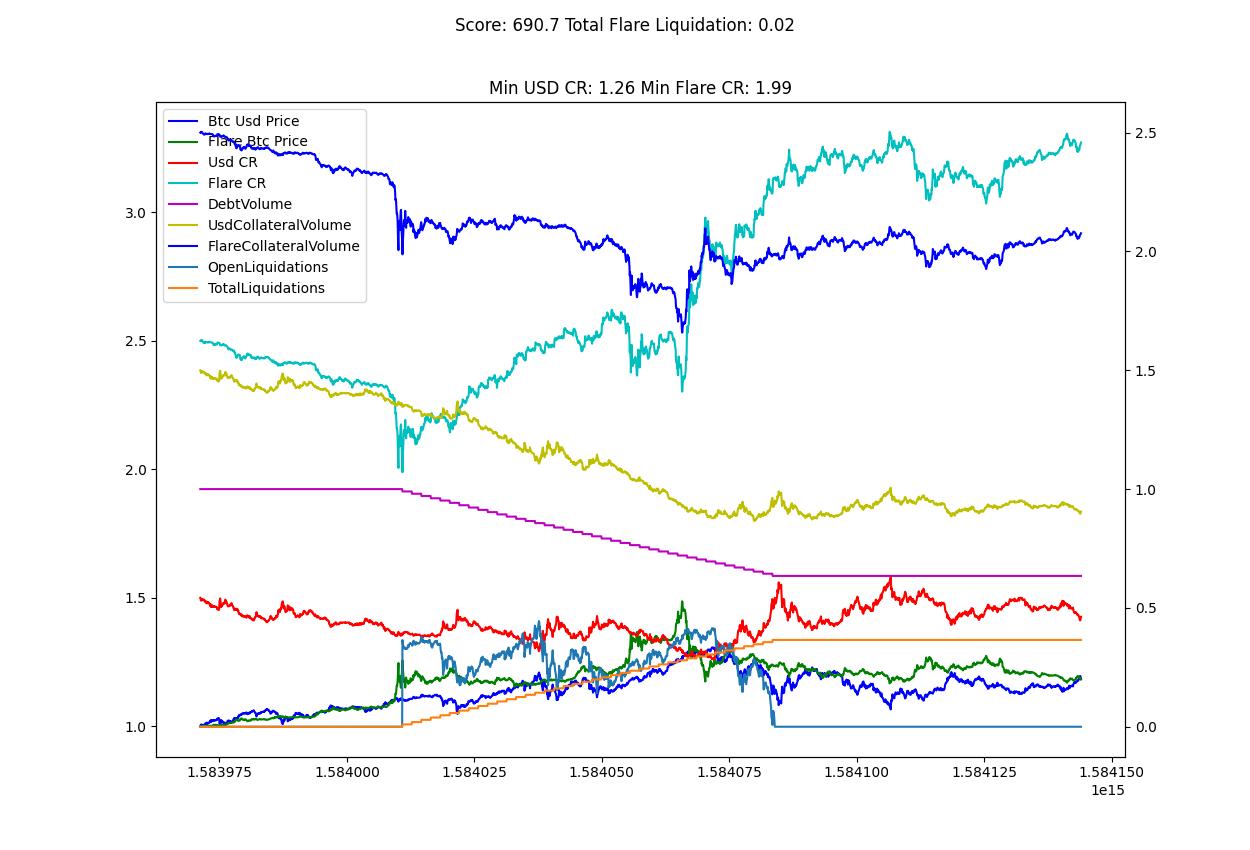 Score: 690.7 Total Flare Liquidation: 0.02
Min USD CR: 1.26 Min Flare CR: 1.99
Btc Usd Price
Flare Btc Price
Usd CR
Flare CR
DebtVolume
UsdCollateralVolume
FlareCollateralVolume
OpenLiquidations
TotalLiquidations
3.0
2.5
2.0
1.5
1.0
2.5
2.0
1.5
1.0
0.5
0.0
1.583975 1.584000 1.584025 1.584050 1.584075 1.584100 1.584125 1.584150
1e15